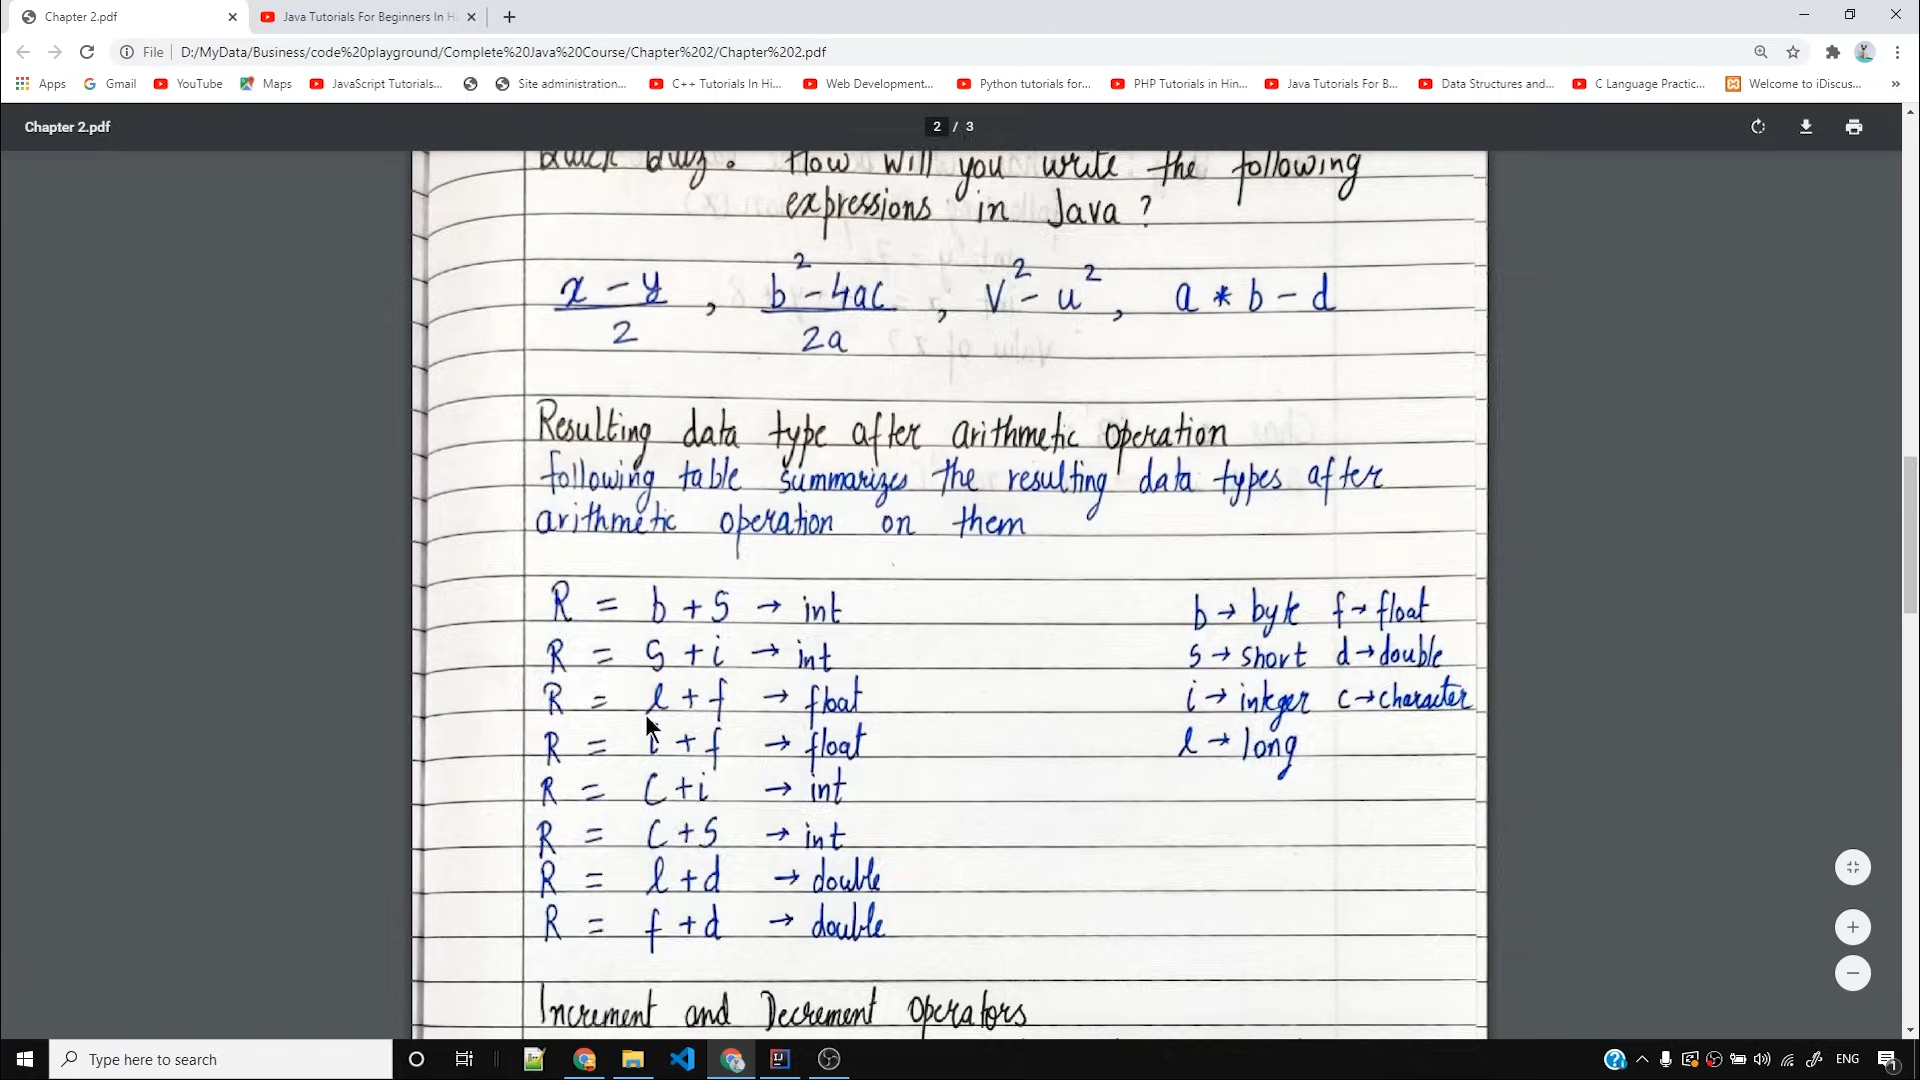 Chapter 2.pdf
Java Tutorials For Beginners In H
File D:/MyData/Business/code%20playground/Complete%20Java%20Course/Chapter%202/Chapter%202.pdf
Apps Gmail YouTube Maps JavaScript Tutorials... Site administration... C++ Tutorials In Hi... Web Development... Python tutorials for... PHP Tutorials in Hin... Java Tutorials For B... Data Structures and... C Language Practic... Welcome to iDiscus... »
Chapter 2.pdf 2 / 3
Quick Quiz: How will you write the following
expressions in Java?
x - y / 2 , b² - 4ac / 2a , v² - u² , a * b - d
Resulting data type after arithmetic operation
following table summarizes the resulting data types after
arithmetic operation on them
R = b + s → int b → byte f → float
R = s + i → int s → short d → double
R = l + f → float i → integer c → character
R = i + f → float l → long
R = c + i → int
R = c + s → int
R = l + d → double
R = f + d → double
Increment and Decrement operators
Type here to search
ENG